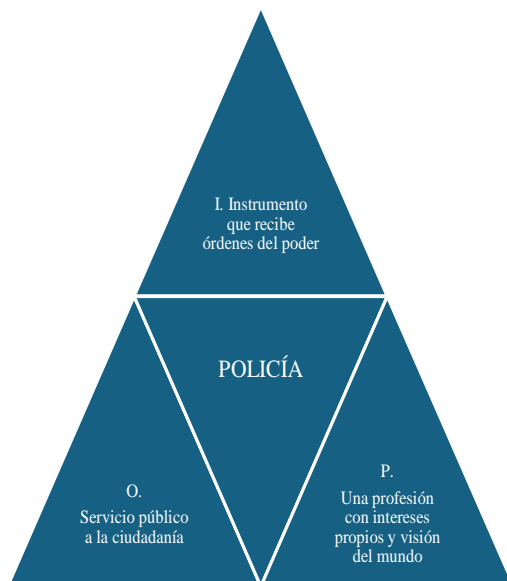 I. Instrumento
que recibe
órdenes del poder
POLICÍA
O.
Servicio público
a la ciudadanía
P.
Una profesión
con intereses
propios y visión
del mundo